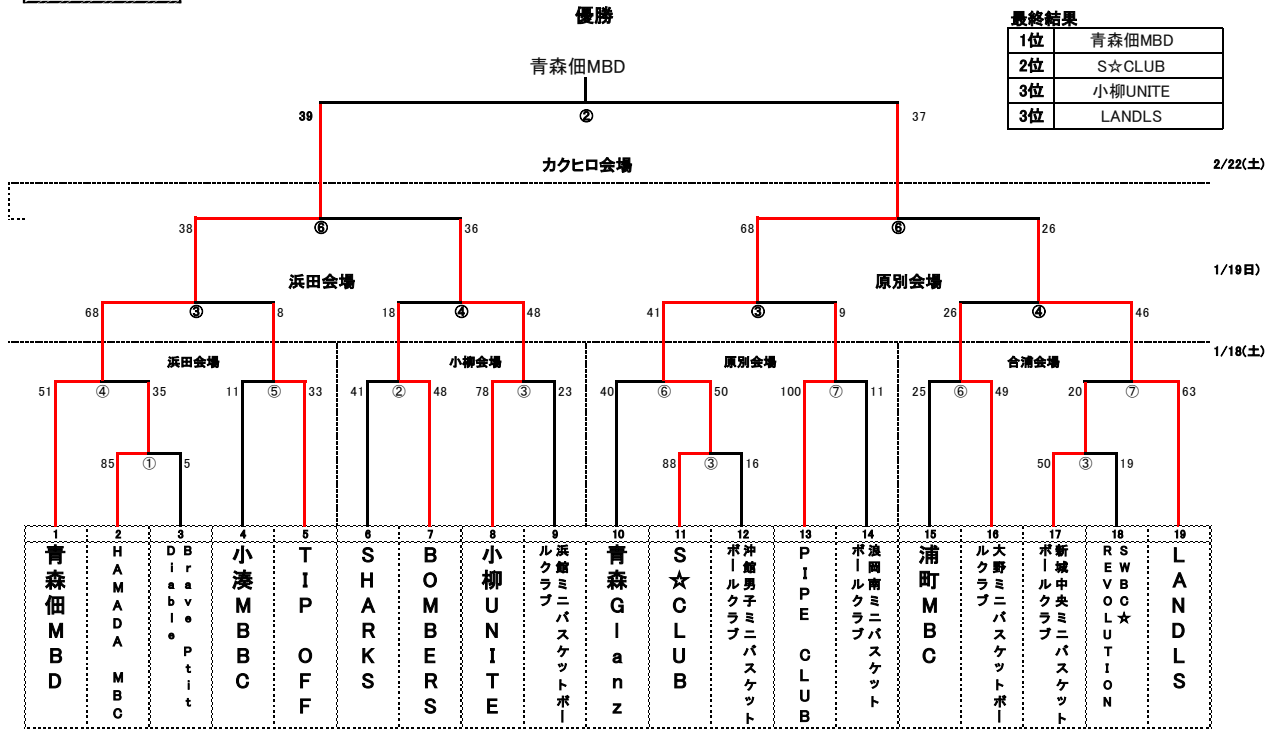 優勝
最終結果
1位 青森佃MBD
2位 S☆CLUB
3位 小柳UNITE
3位 LANDLS
青森佃MBD
39 ② 37
カクヒロ会場
2/22(土)
38 ⑥ 36 68 ⑥ 26
浜田会場 原別会場
1/19日)
68 ③ 8 18 ④ 48 41 ③ 9 26 ④ 46
1/18(土)
浜田会場 小柳会場 原別会場 合浦会場
51 ④ 35 11 ⑤ 33 41 ② 48 78 ③ 23 40 ⑥ 50 100 ⑦ 11 25 ⑥ 49 20 ⑦ 63
85 ① 5 88 ③ 16 50 ③ 19
1 2 3 4 5 6 7 8 9 10 11 12 13 14 15 16 17 18 19
青森佃MBD
HAMADA MBC
Brave Ptit
Diable
小湊MBBC
TIP OFF
SHARKS
BOMBERS
小柳UNITE
浜館ミニバスケットボー
ルクラブ
青森Glanz
S☆CLUB
沖館男子ミニバスケット
ボールクラブ
PIPE CLUB
浪岡南ミニバスケット
ボールクラブ
浦町MBC
大野ミニバスケットボー
ルクラブ
新城中央ミニバスケット
ボールクラブ
SWBC☆
REVOLUTION
LANDLS